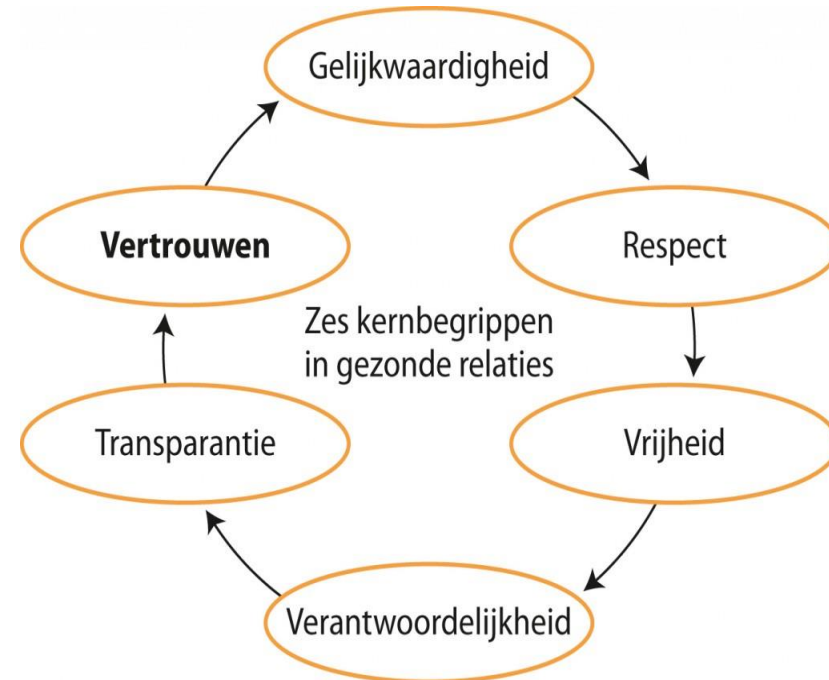 Gelijkwaardigheid
Vertrouwen
Respect
Zes kernbegrippen
in gezonde relaties
Transparantie
Vrijheid
Verantwoordelijkheid